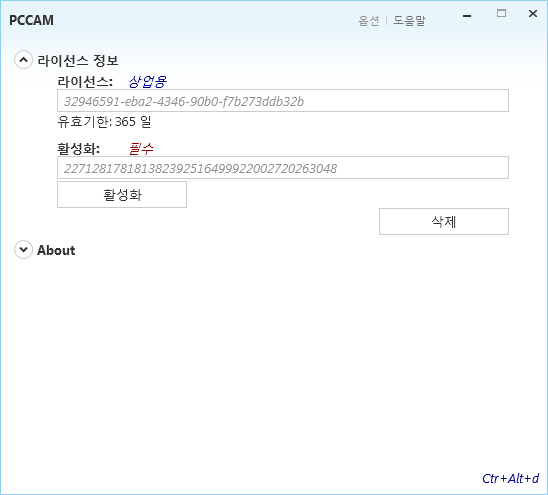 PCCAM
옵션 | 도움말
라이선스 정보
라이선스: 상업용
32946591-eba2-4346-90b0-f7b273ddb32b
유효기한: 365 일
활성화: 필수
2271281781813823925164999220027202​63048
활성화
삭제
About
Ctr+Alt+d